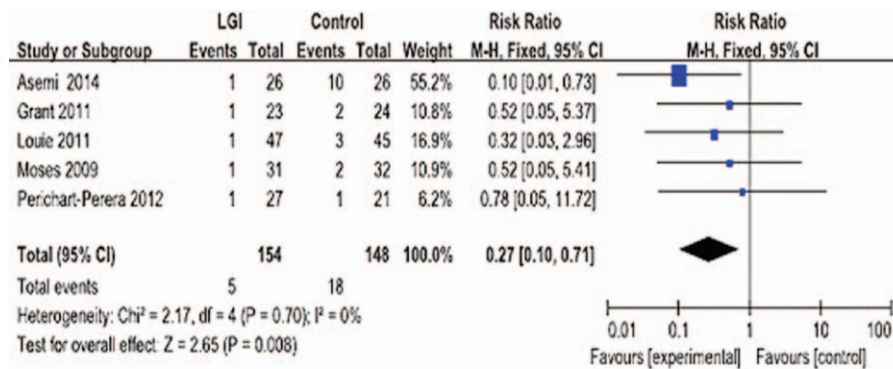 LGI Control Risk Ratio Risk Ratio
Study or Subgroup Events Total Events Total Weight M-H, Fixed, 95% CI M-H, Fixed, 95% CI
Asemi 2014 1 26 10 26 55.2% 0.10 [0.01, 0.73]
Grant 2011 1 23 2 24 10.8% 0.52 [0.05, 5.37]
Louie 2011 1 47 3 45 16.9% 0.32 [0.03, 2.96]
Moses 2009 1 31 2 32 10.9% 0.52 [0.05, 5.41]
Perichart-Perera 2012 1 27 1 21 6.2% 0.78 [0.05, 11.72]
Total (95% CI) 154 148 100.0% 0.27 [0.10, 0.71]
Total events 5 18
Heterogeneity: Chi² = 2.17, df = 4 (P = 0.70); I² = 0%
Test for overall effect: Z = 2.65 (P = 0.008)
0.01 0.1 1 10 100
Favours [experimental] Favours [control]